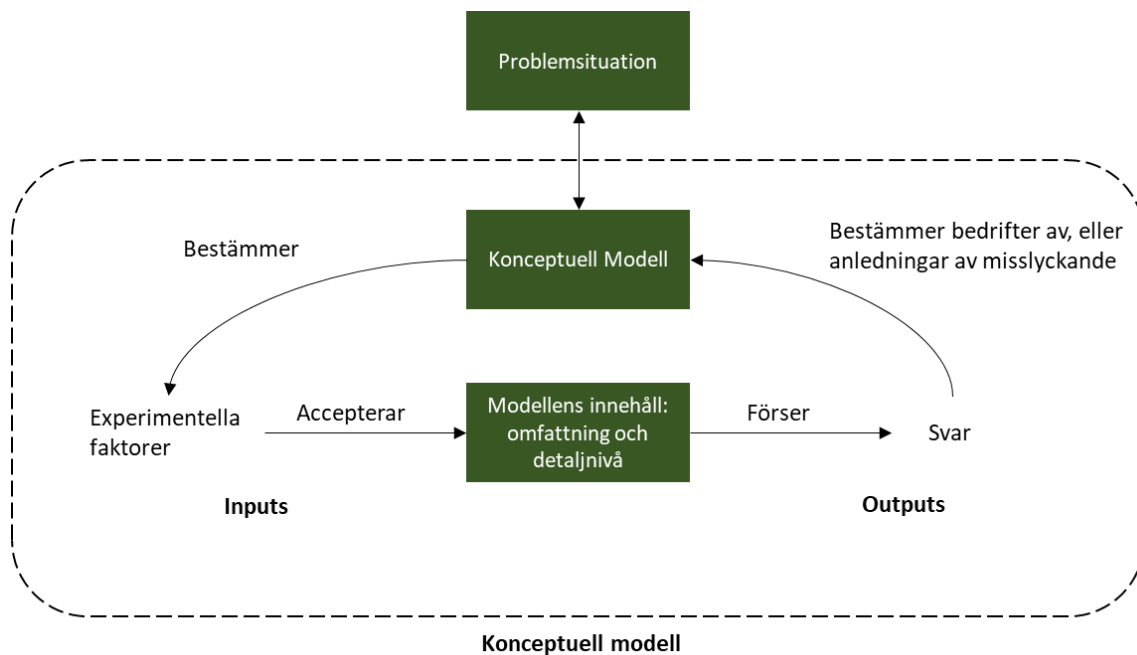 Problemsituation
Bestämmer
Konceptuell Modell
Bestämmer bedrifter av, eller
anledningar av misslyckande
Experimentella
faktorer
Accepterar
Modellens innehåll:
omfattning och
detaljnivå
Förser
Svar
Inputs
Outputs
Konceptuell modell